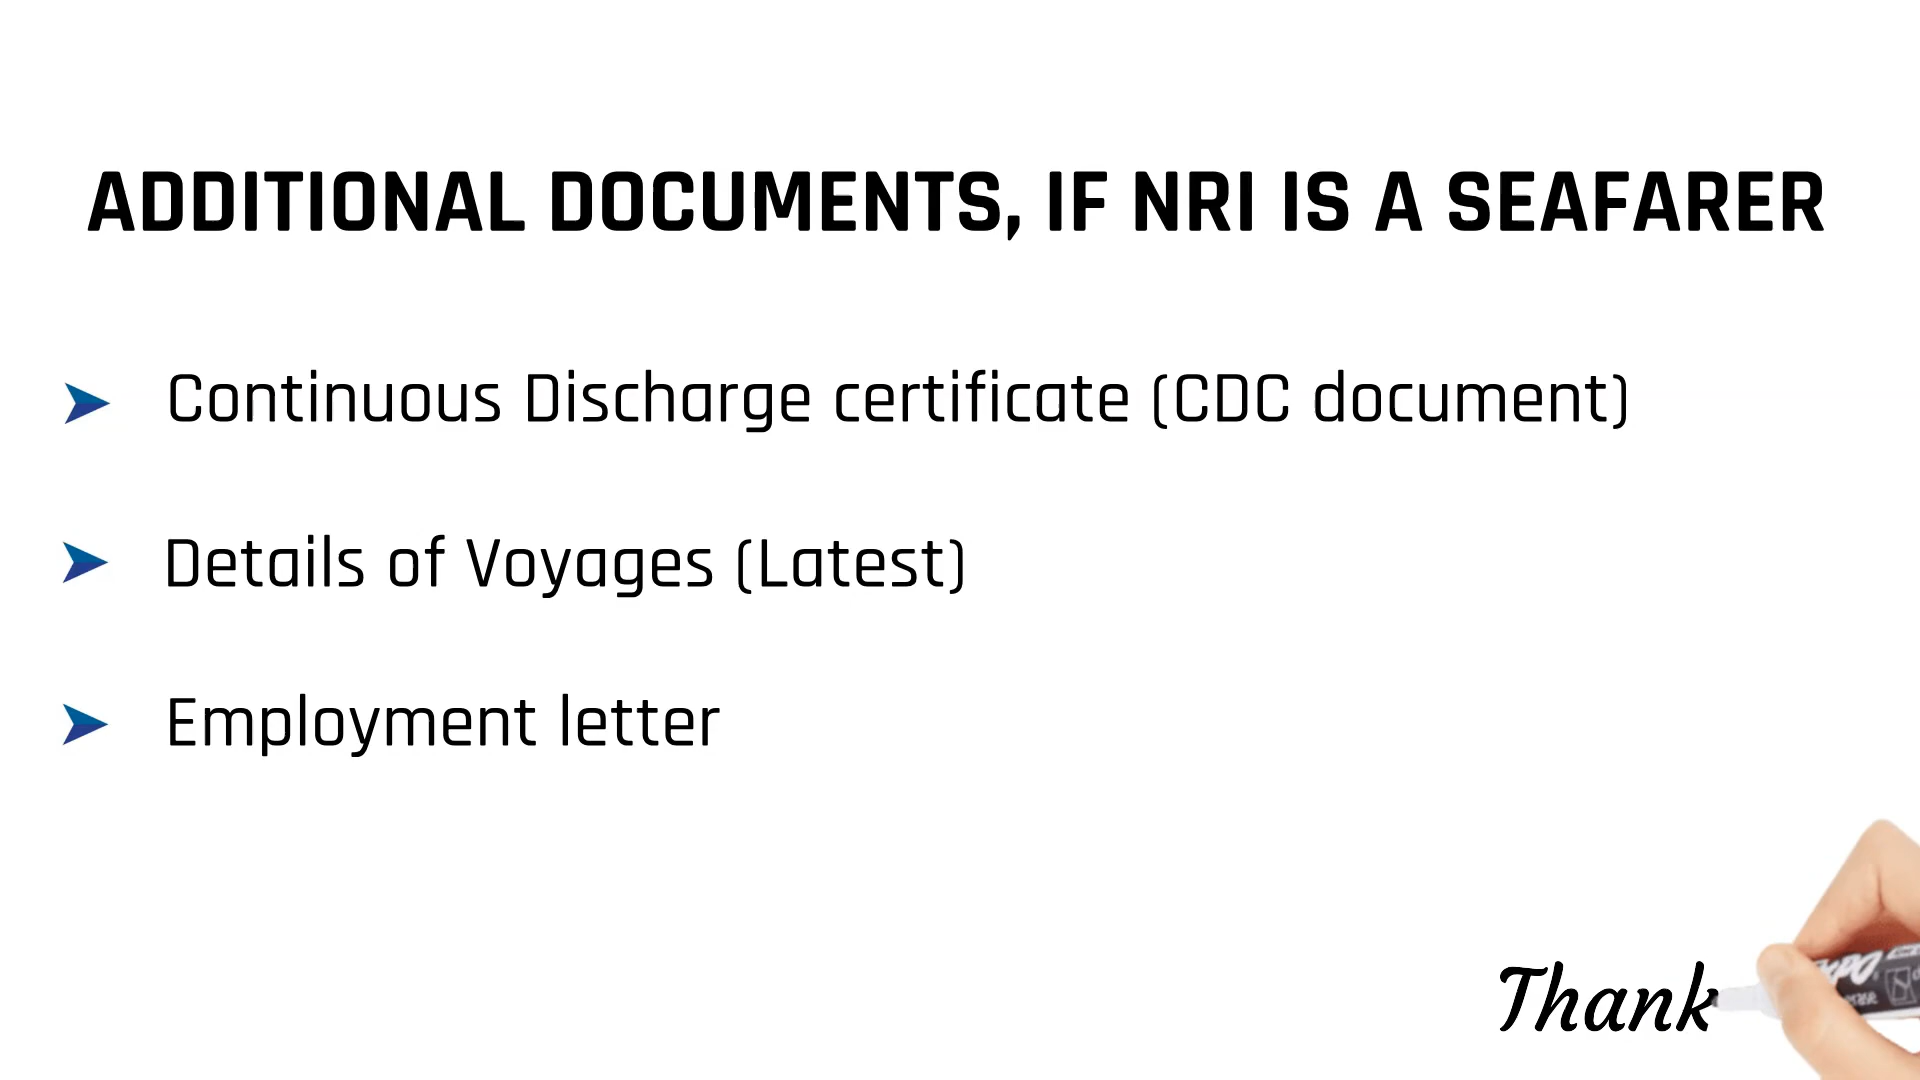 ADDITIONAL DOCUMENTS, IF NRI IS A SEAFARER
Continuous Discharge certificate (CDC document)
Details of Voyages (Latest)
Employment letter
Thank